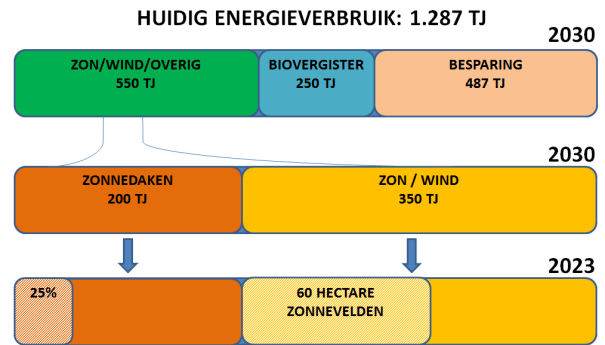 HUIDIG ENERGIEVERBRUIK: 1.287 TJ
2030
ZON/WIND/OVERIG
550 TJ
BIOVERGISTER
250 TJ
BESPARING
487 TJ
2030
ZONNEDAKEN
200 TJ
ZON / WIND
350 TJ
2023
25%
60 HECTARE
ZONNEVELDEN